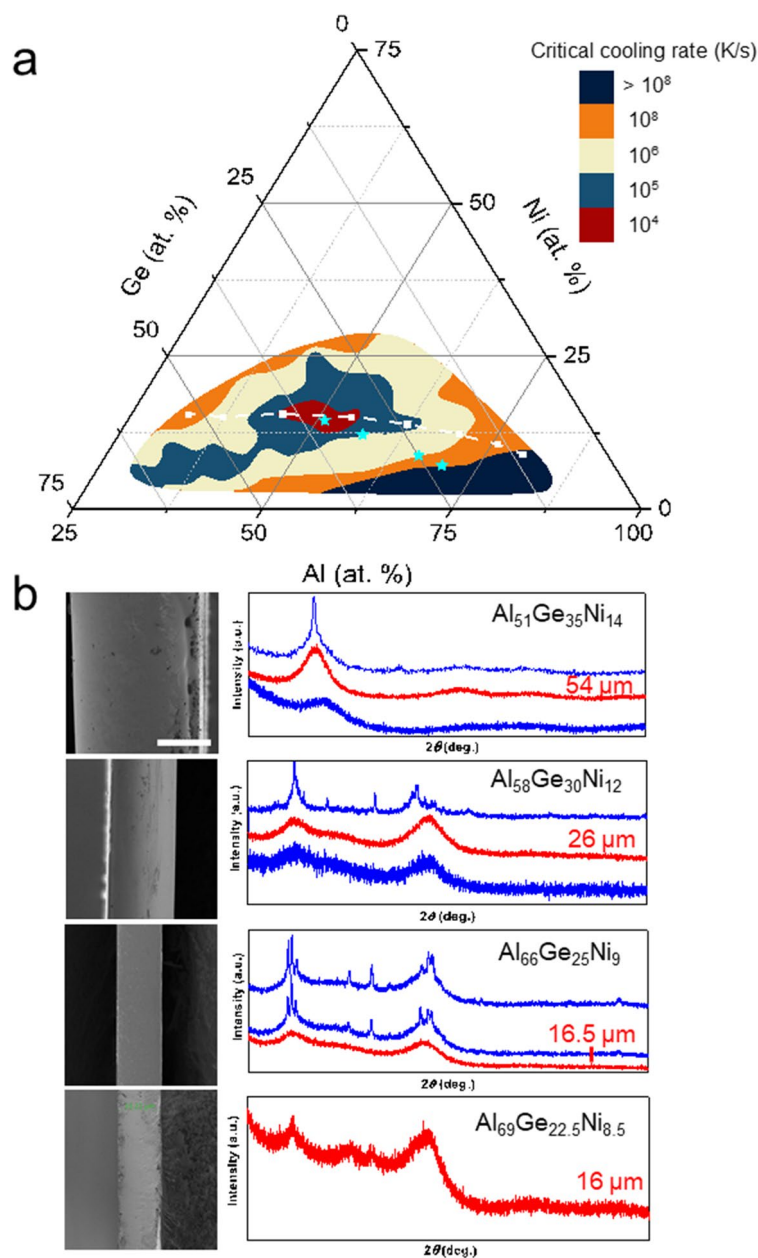 a
0
75
Critical cooling rate (K/s)
> 10⁸
10⁸
10⁶
10⁵
10⁴
25
50
Ge (at. %)
Ni (at. %)
50
25
75
0
25
50
75
100
Al (at. %)
b
Al₅₁Ge₃₅Ni₁₄
Intensity (a.u.)
54 μm
2θ (deg.)
Al₅₈Ge₃₀Ni₁₂
Intensity (a.u.)
26 μm
2θ (deg.)
Al₆₆Ge₂₅Ni₉
Intensity (a.u.)
16.5 μm
2θ (deg.)
Al₆₉Ge₂₂.₅Ni₈.₅
Intensity (a.u.)
16 μm
2θ (deg.)